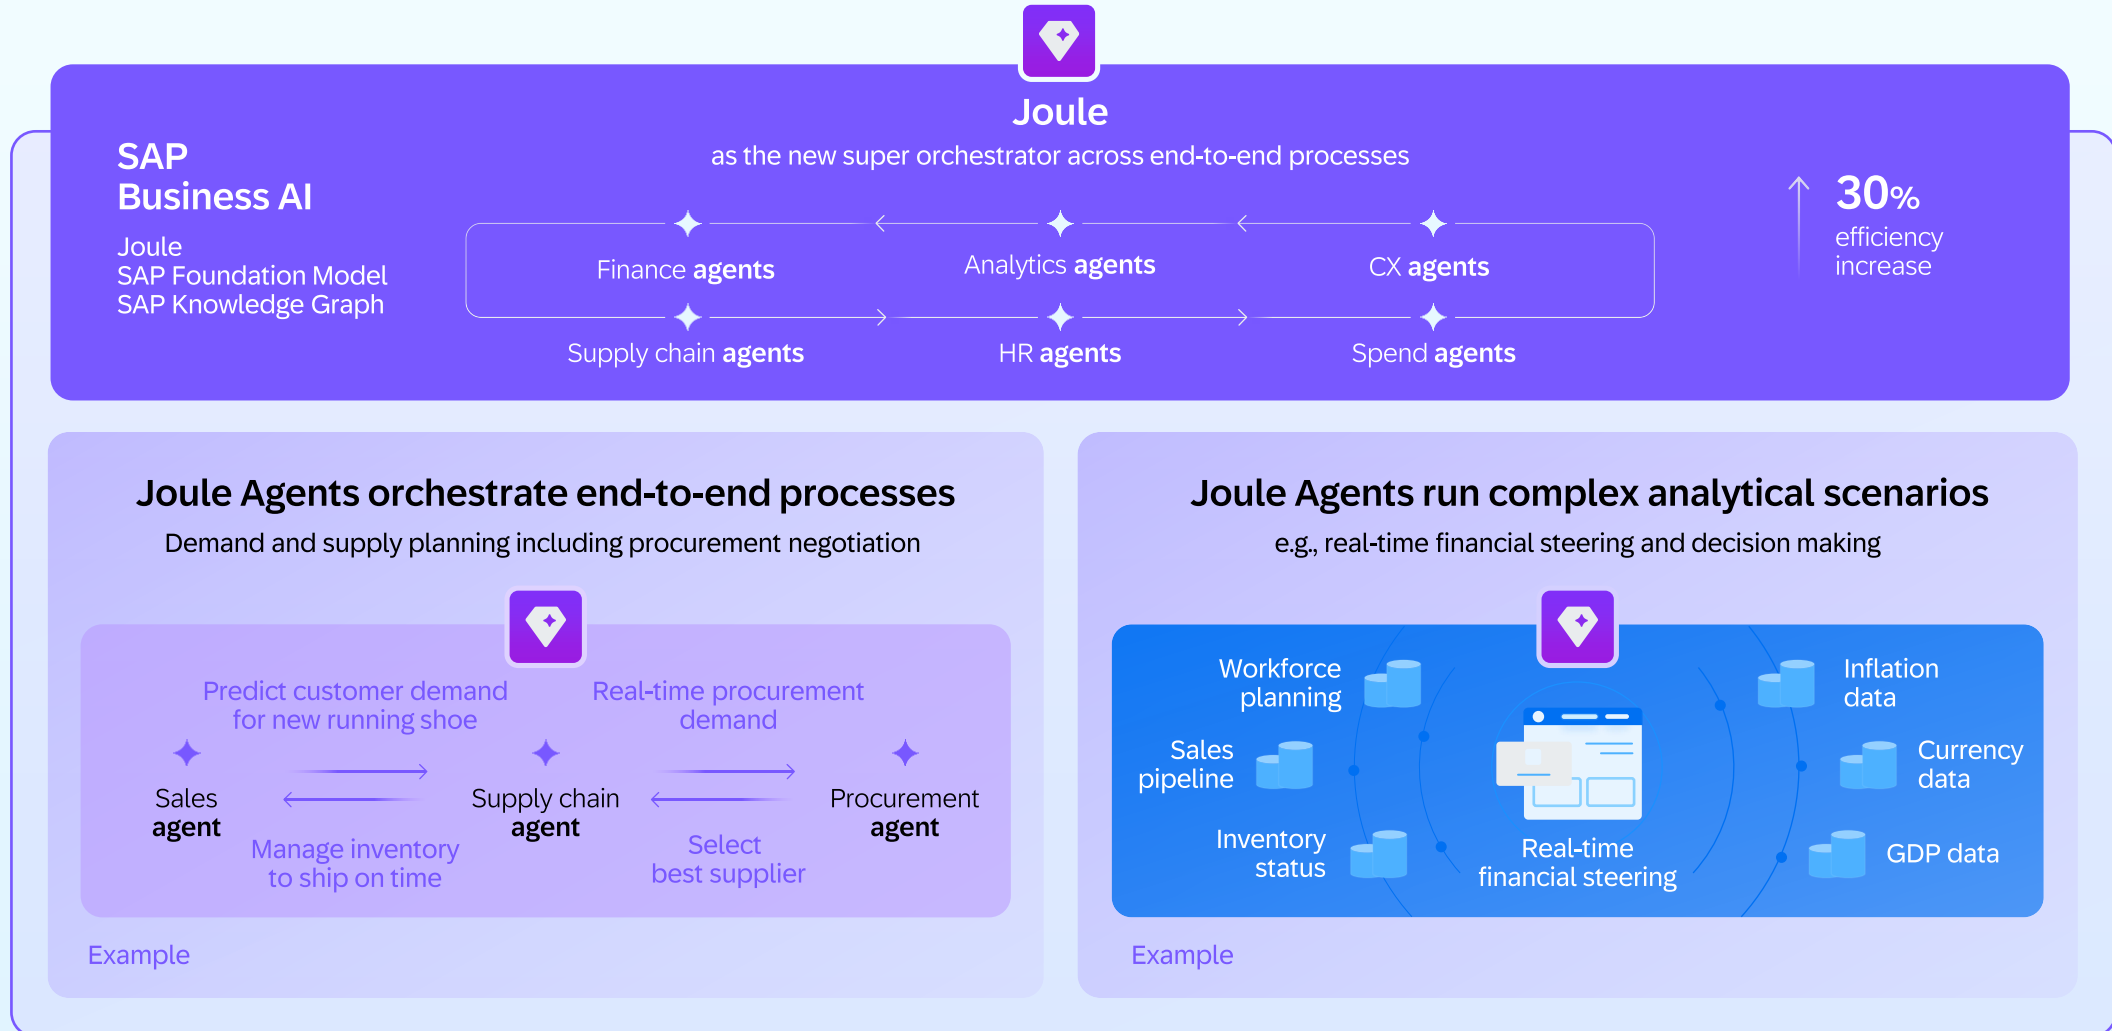 Joule
as the new super orchestrator across end-to-end processes
SAP
Business AI
Joule
SAP Foundation Model
SAP Knowledge Graph
Finance agents
Analytics agents
CX agents
Supply chain agents
HR agents
Spend agents
30%
efficiency
increase
Joule Agents orchestrate end-to-end processes
Demand and supply planning including procurement negotiation
Predict customer demand
for new running shoe
Real-time procurement
demand
Sales
agent
Supply chain
agent
Procurement
agent
Manage inventory
to ship on time
Select
best supplier
Example
Joule Agents run complex analytical scenarios
e.g., real-time financial steering and decision making
Workforce
planning
Sales
pipeline
Inventory
status
Real-time
financial steering
Inflation
data
Currency
data
GDP data
Example